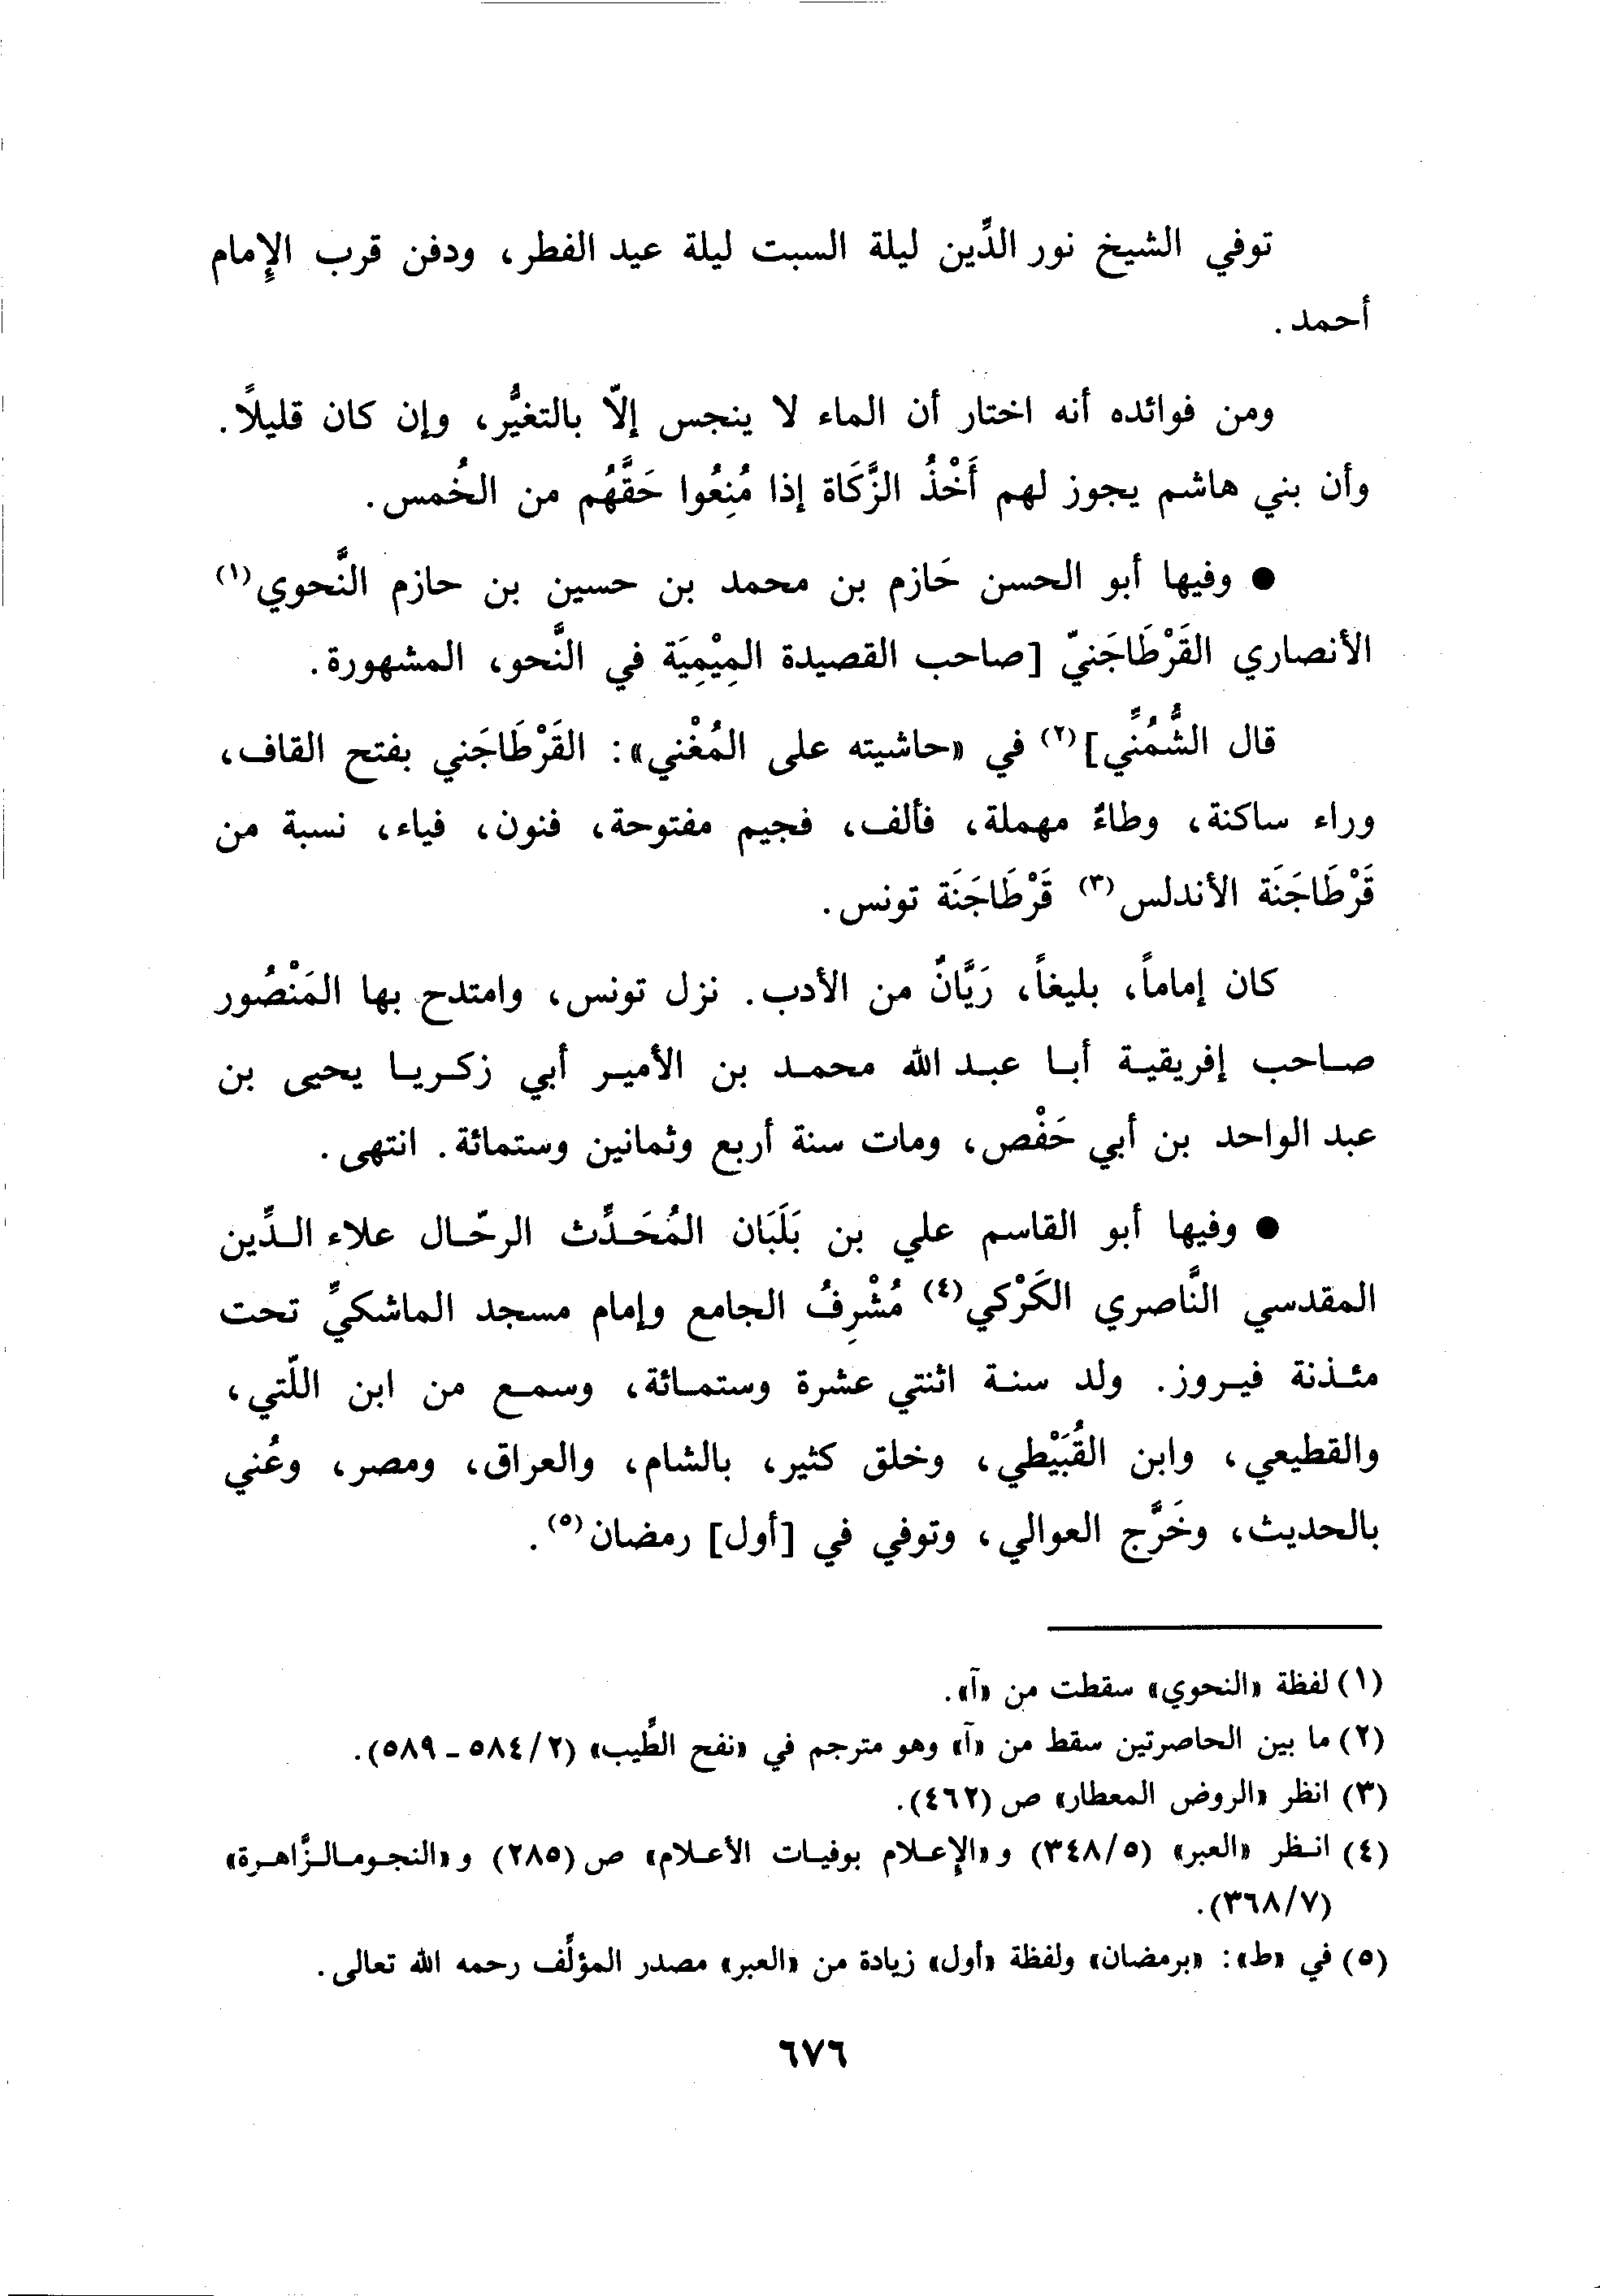 توفي الشيخ نور الدِّين ليلة السبت ليلة عيد الفطر، ودفن قرب الإِمام
أحمد.
ومن فوائده أنه اختار أن الماء لا ينجس إلاّ بالتغيُّر، وإن كان قليلاً.
وأن بني هاشم يجوز لهم أَخْذُ الزَّكَاة إذا مُنِعُوا حَقَّهُم من الخُمس.
● وفيها أبو الحسن حَازم بن محمد بن حسين بن حازم النَّحوي(١)
الأنصاري القَرْطَاجَنيّ [صاحب القصيدة المِيْمِيَة في النَّحو، المشهورة.
قال الشُّمُنِّي](٢) في «حاشيته على المُغْني»: القَرْطَاجَني بفتح القاف،
وراء ساكنة، وطاءٌ مهملة، فألف، فجيم مفتوحة، فنون، فياء، نسبة من
قَرْطَاجَنَة الأندلس(٣) قَرْطَاجَنَة تونس.
كان إماماً، بليغاً، رَيَّانٌ من الأدب. نزل تونس، وامتدح بها المَنْصُور
صاحب إفريقية أبا عبد الله محمد بن الأمير أبي زكريا يحيى بن
عبد الواحد بن أبي حَفْص، ومات سنة أربع وثمانين وستمائة. انتهى.
● وفيها أبو القاسم علي بن بَلَبَان المُحَدِّث الرحّال علاء الدِّين
المقدسي النَّاصري الكَرْكي(٤) مُشْرِفُ الجامع وإمام مسجد الماشكيِّ تحت
مئذنة فيروز. ولد سنة اثنتي عشرة وستمائة، وسمع من ابن اللّتي،
والقطيعي، وابن القُبَيْطي، وخلق كثير، بالشام، والعراق، ومصر، وعُني
بالحديث، وخَرَّج العوالي، وتوفي في [أول] رمضان(٥).
(١) لفظة «النحوي» سقطت من «آ».
(٢) ما بين الحاصرتين سقط من «آ» وهو مترجم في «نفح الطِّيب» (٥٨٤/٢ - ٥٨٩).
(٣) انظر «الروض المعطار» ص (٤٦٢).
(٤) انظر «العبر» (٣٤٨/٥) و«الإعلام بوفيات الأعلام» ص (٢٨٥) و«النجوم الزَّاهرة»
(٣٦٨/٧).
(٥) في «ط»: «برمضان» ولفظة «أول» زيادة من «العبر» مصدر المؤلِّف رحمه الله تعالى.
٦٧٦